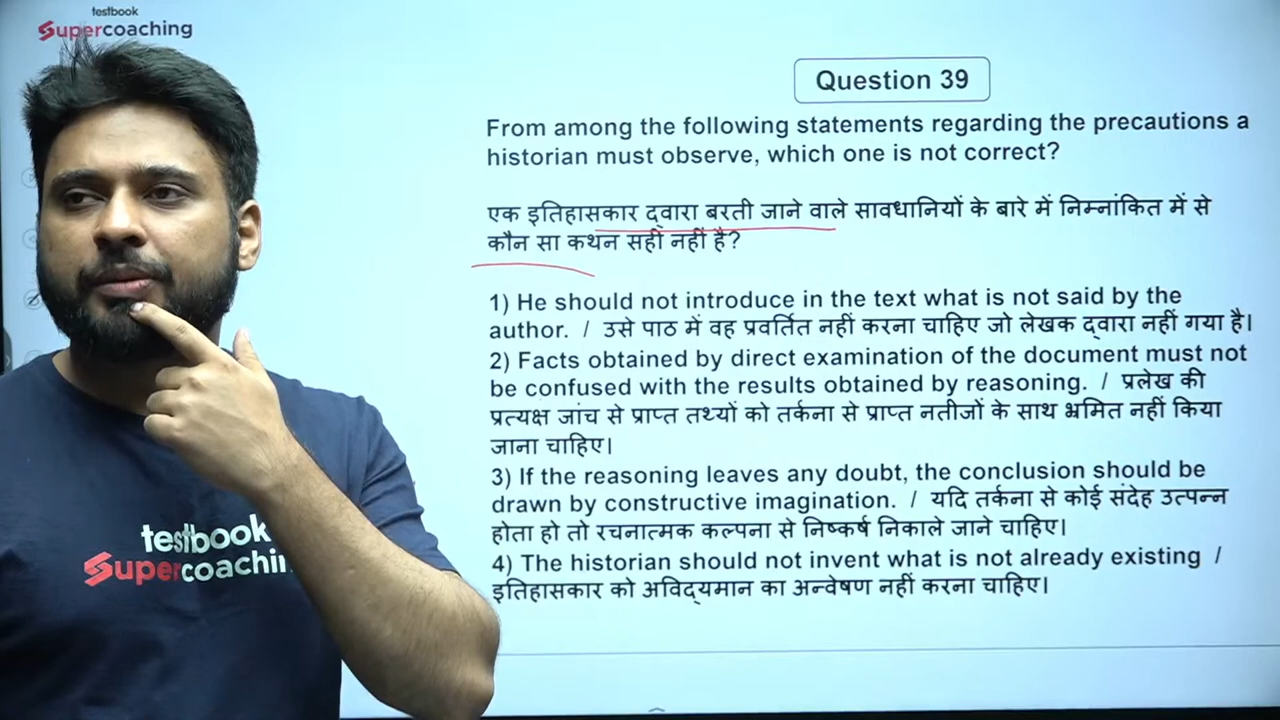 testbook
Supercoaching
Question 39
From among the following statements regarding the precautions a
historian must observe, which one is not correct?
एक इतिहासकार द्वारा बरती जाने वाले सावधानियों के बारे में निम्नांकित में से
कौन सा कथन सही नहीं है?
1) He should not introduce in the text what is not said by the
author. / उसे पाठ में वह प्रवर्तित नहीं करना चाहिए जो लेखक द्वारा नहीं गया है।
2) Facts obtained by direct examination of the document must not
be confused with the results obtained by reasoning. / प्रलेख की
प्रत्यक्ष जांच से प्राप्त तथ्यों को तर्कना से प्राप्त नतीजों के साथ भ्रमित नहीं किया
जाना चाहिए।
3) If the reasoning leaves any doubt, the conclusion should be
drawn by constructive imagination. / यदि तर्कना से कोई संदेह उत्पन्न
होता हो तो रचनात्मक कल्पना से निष्कर्ष निकाले जाने चाहिए।
4) The historian should not invent what is not already existing /
इतिहासकार को अविद्यमान का अन्वेषण नहीं करना चाहिए।
testbook
Supercoachin